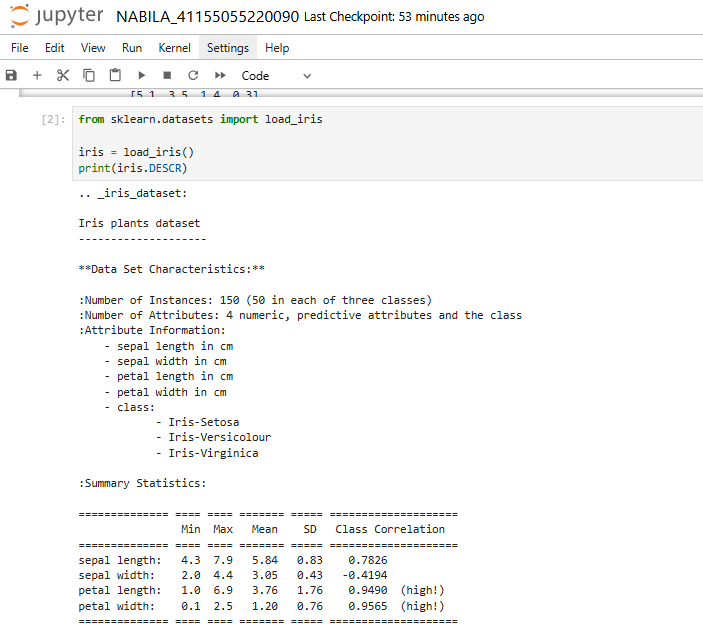 jupyter NABILA_41155055220090 Last Checkpoint: 53 minutes ago
File Edit View Run Kernel Settings Help
Code
[5.1 3.5 1.4 0.3]
[2]: from sklearn.datasets import load_iris
iris = load_iris()
print(iris.DESCR)
.. _iris_dataset:
Iris plants dataset
--------------------
**Data Set Characteristics:**
:Number of Instances: 150 (50 in each of three classes)
:Number of Attributes: 4 numeric, predictive attributes and the class
:Attribute Information:
- sepal length in cm
- sepal width in cm
- petal length in cm
- petal width in cm
- class:
- Iris-Setosa
- Iris-Versicolour
- Iris-Virginica
:Summary Statistics:
============== ==== ==== ======= ===== ====================
Min Max Mean SD Class Correlation
============== ==== ==== ======= ===== ====================
sepal length: 4.3 7.9 5.84 0.83 0.7826
sepal width: 2.0 4.4 3.05 0.43 -0.4194
petal length: 1.0 6.9 3.76 1.76 0.9490 (high!)
petal width: 0.1 2.5 1.20 0.76 0.9565 (high!)
============== ==== ==== ======= ===== ====================